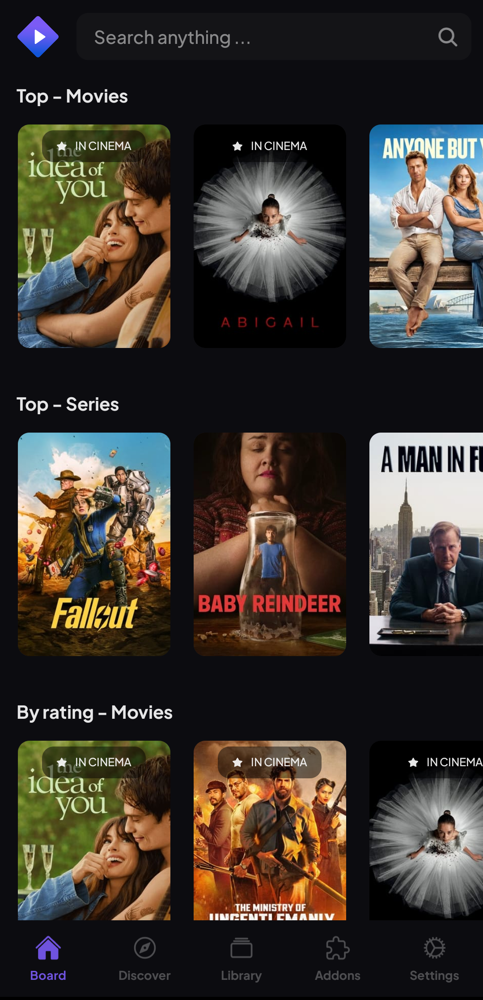 Search anything ...
Top - Movies
IN CINEMA
the
idea of
you
IN CINEMA
ABIGAIL
ANYONE BUT
Top - Series
Fallout
BABY REINDEER
A MAN IN
By rating - Movies
IN CINEMA
the
idea of
you
IN CINEMA
THE MINISTRY OF
UNGENTLEMANLY
IN CINEMA
Board
Discover
Library
Addons
Settings